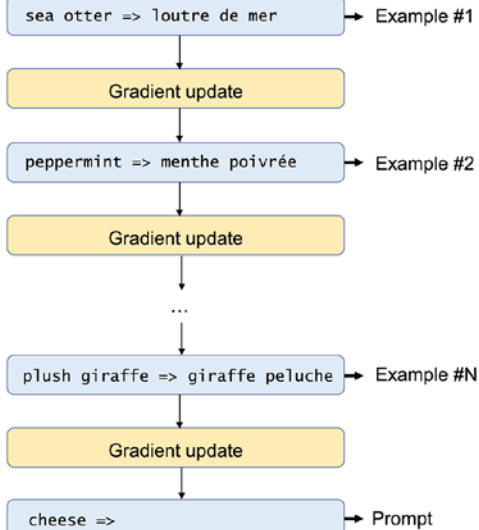 sea otter => loutre de mer Example #1
Gradient update
peppermint => menthe poivrée Example #2
Gradient update
...
plush giraffe => giraffe peluche Example #N
Gradient update
cheese => Prompt